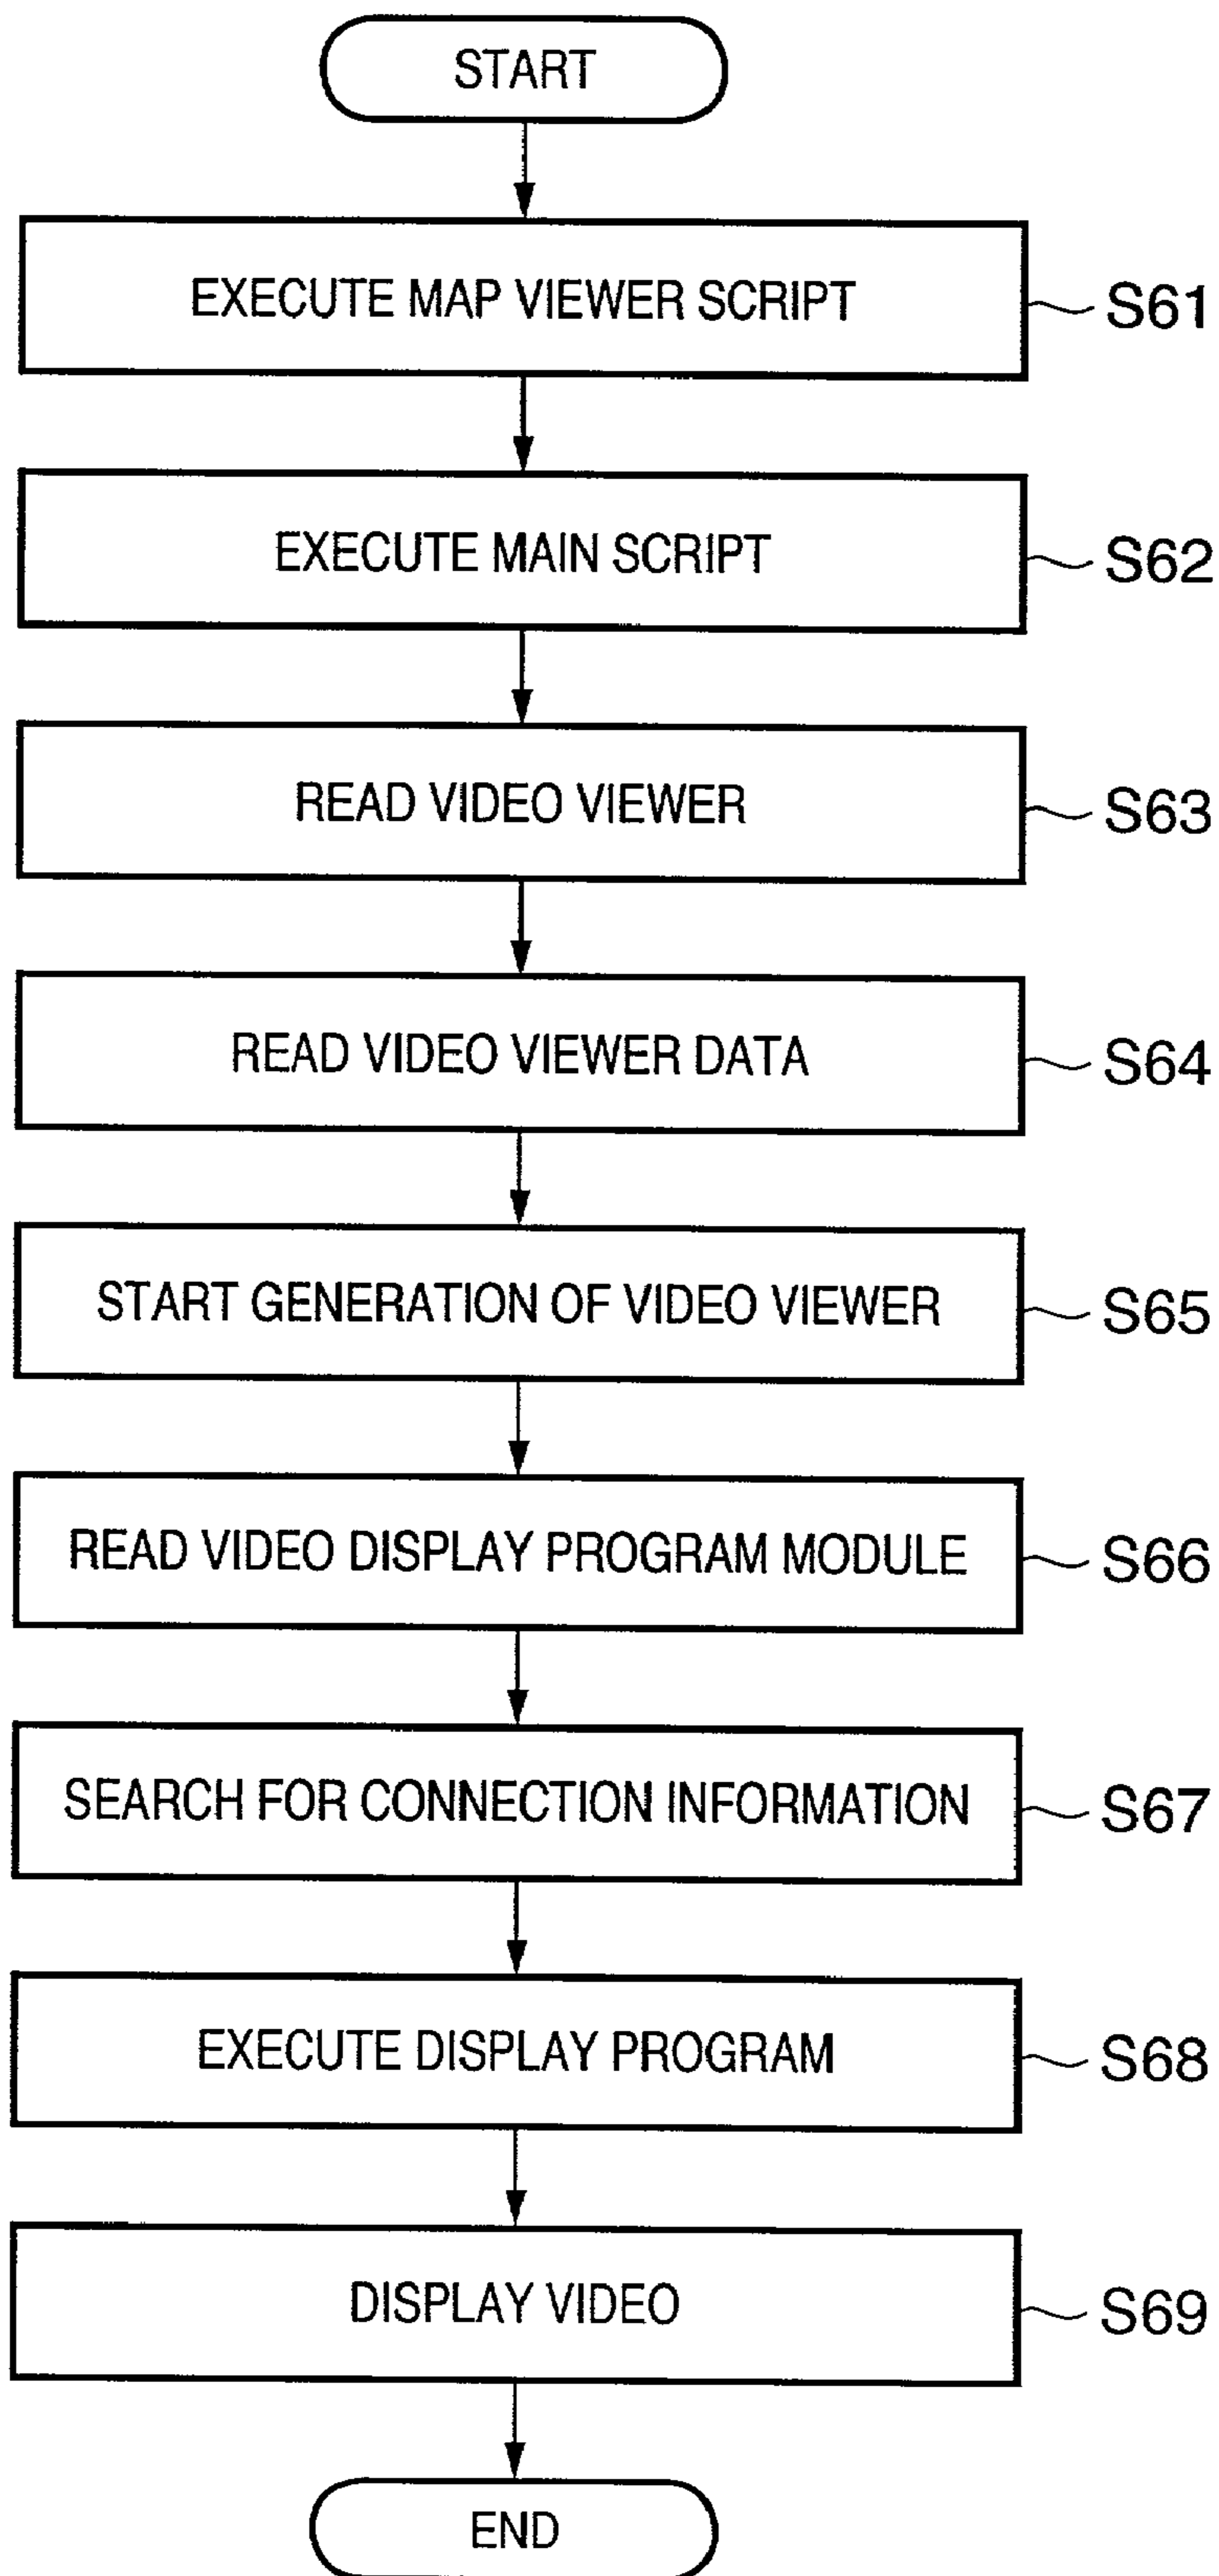 START
EXECUTE MAP VIEWER SCRIPT
S61
EXECUTE MAIN SCRIPT
S62
READ VIDEO VIEWER
S63
READ VIDEO VIEWER DATA
S64
START GENERATION OF VIDEO VIEWER
S65
READ VIDEO DISPLAY PROGRAM MODULE
S66
SEARCH FOR CONNECTION INFORMATION
S67
EXECUTE DISPLAY PROGRAM
S68
DISPLAY VIDEO
S69
END